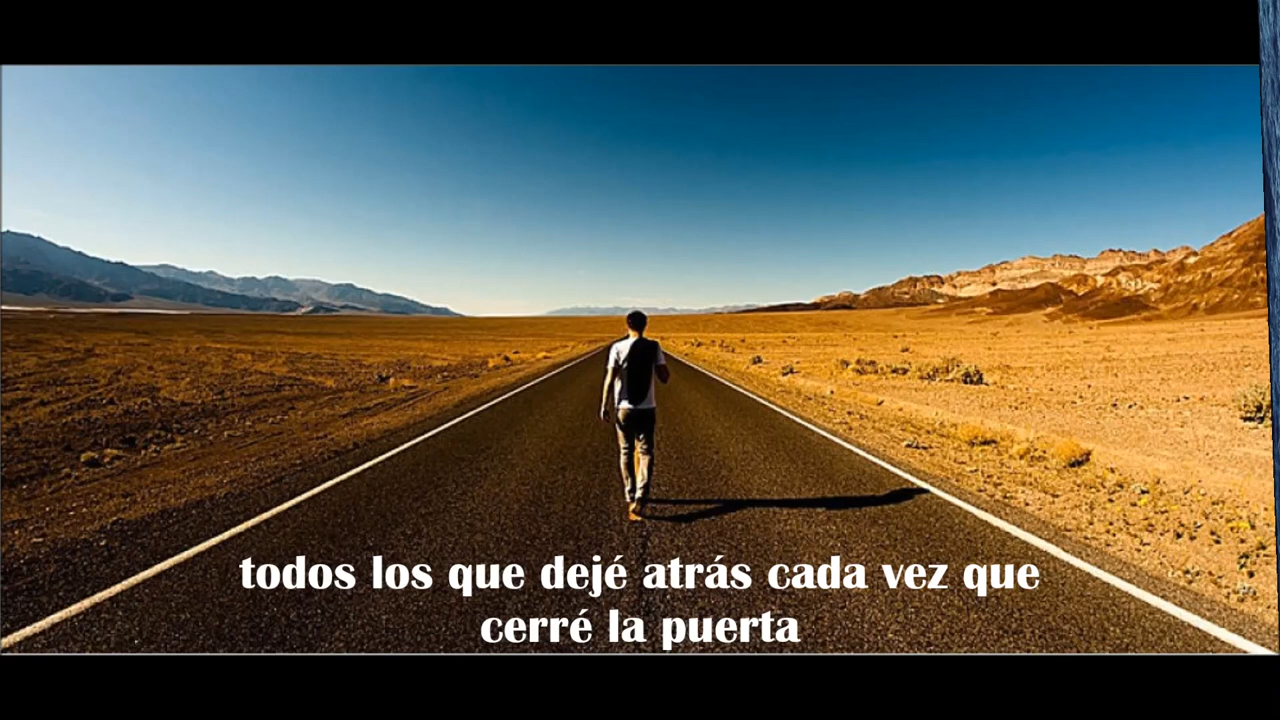 todos los que dejé atrás cada vez que
cerré la puerta